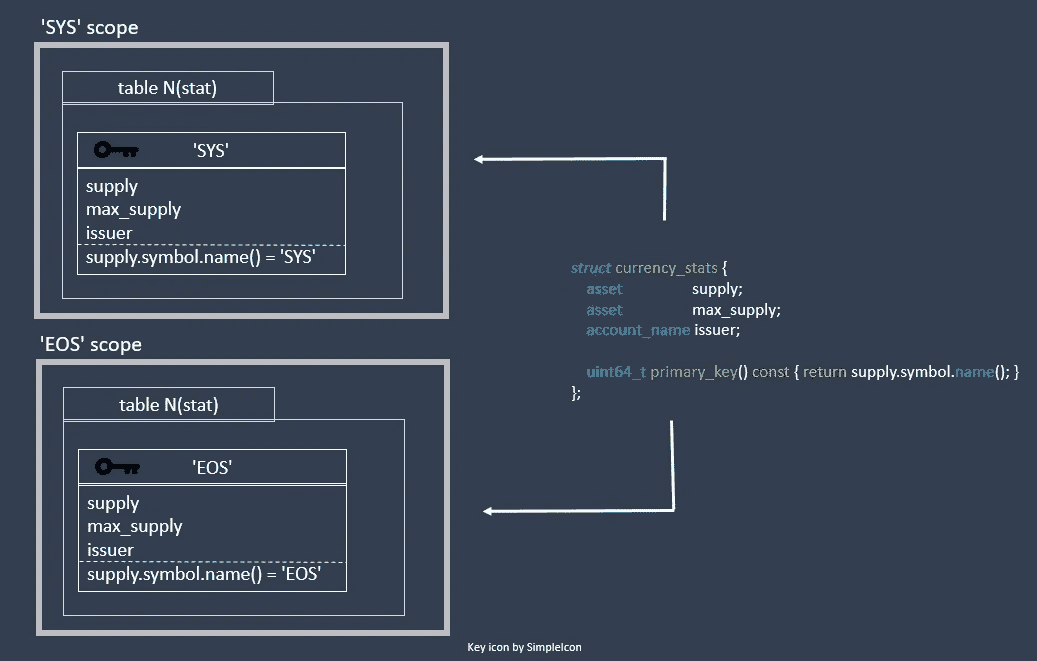 'SYS' scope
table N(stat)
'SYS'
supply
max_supply
issuer
supply.symbol.name() = 'SYS'
'EOS' scope
table N(stat)
'EOS'
supply
max_supply
issuer
supply.symbol.name() = 'EOS'
struct currency_stats {
asset supply;
asset max_supply;
account_name issuer;
uint64_t primary_key() const { return supply.symbol.name(); }
};
Key icon by SimpleIcon